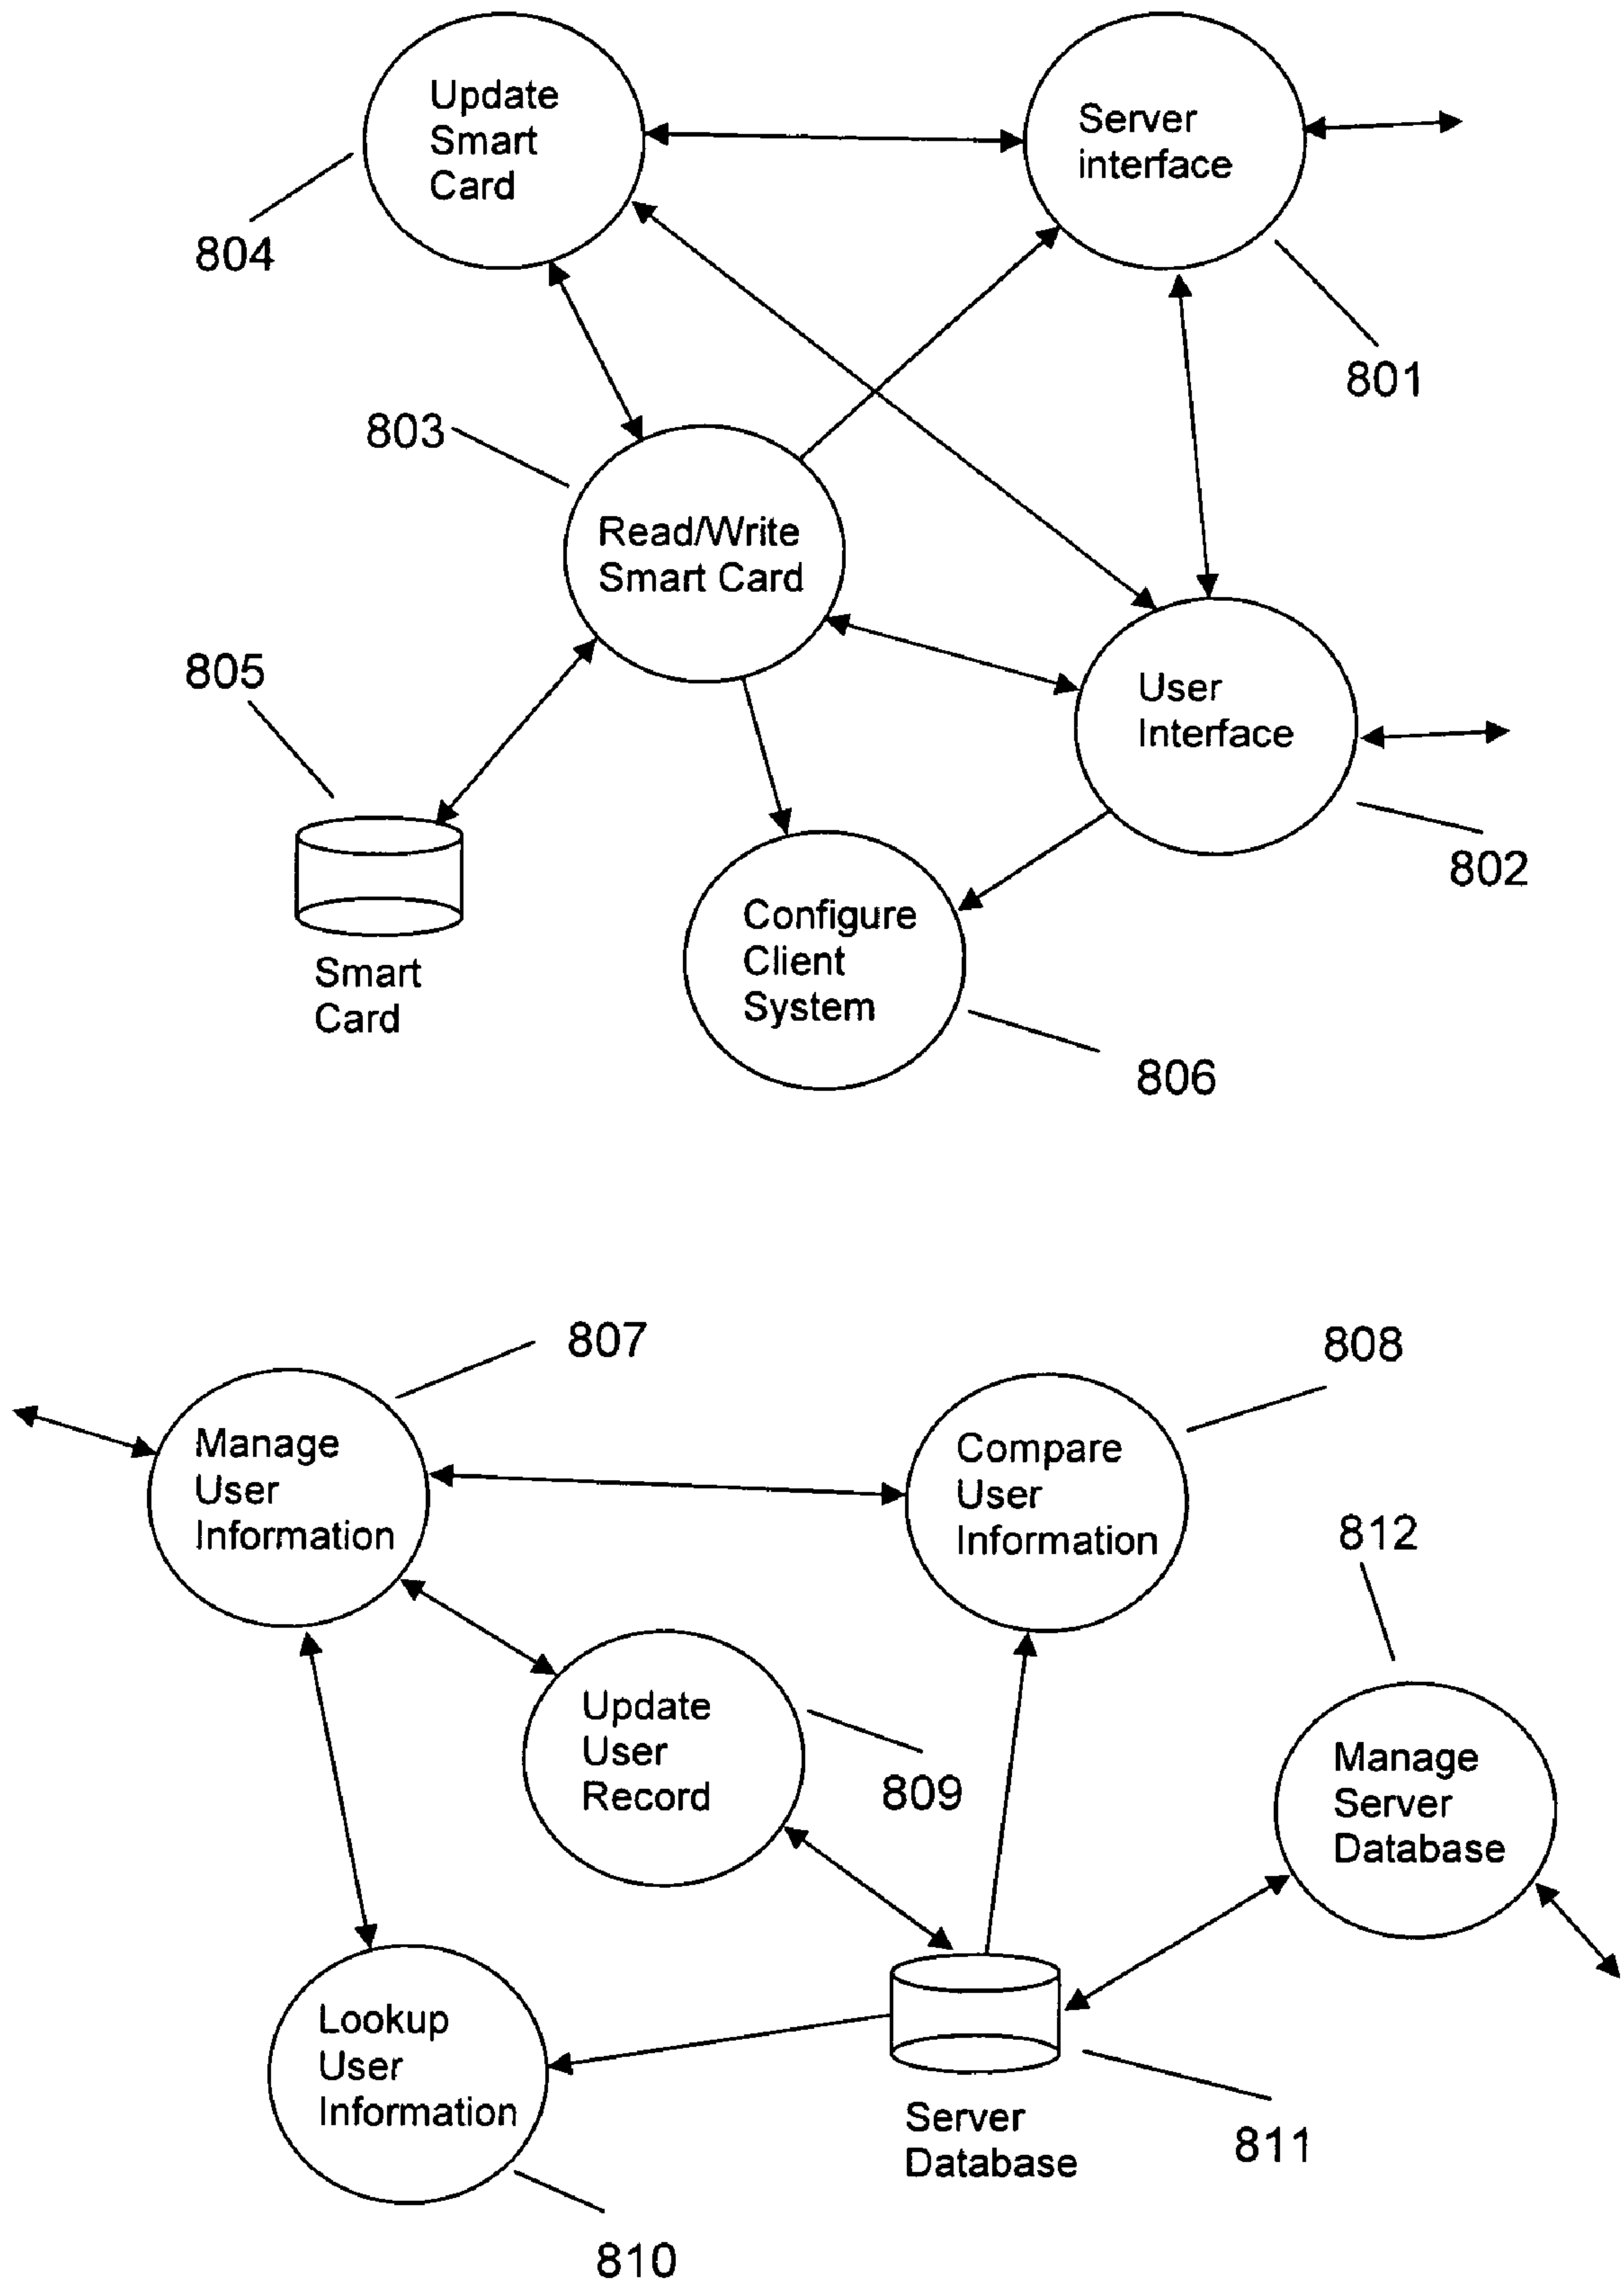 Update
Smart
Card
Server
interface
804
801
803
Read/Write
Smart Card
805
User
Interface
802
Configure
Client
System
Smart
Card
806
807
808
Manage
User
Information
Compare
User
Information
812
Update
User
Record
809
Manage
Server
Database
Lookup
User
Information
Server
Database
811
810